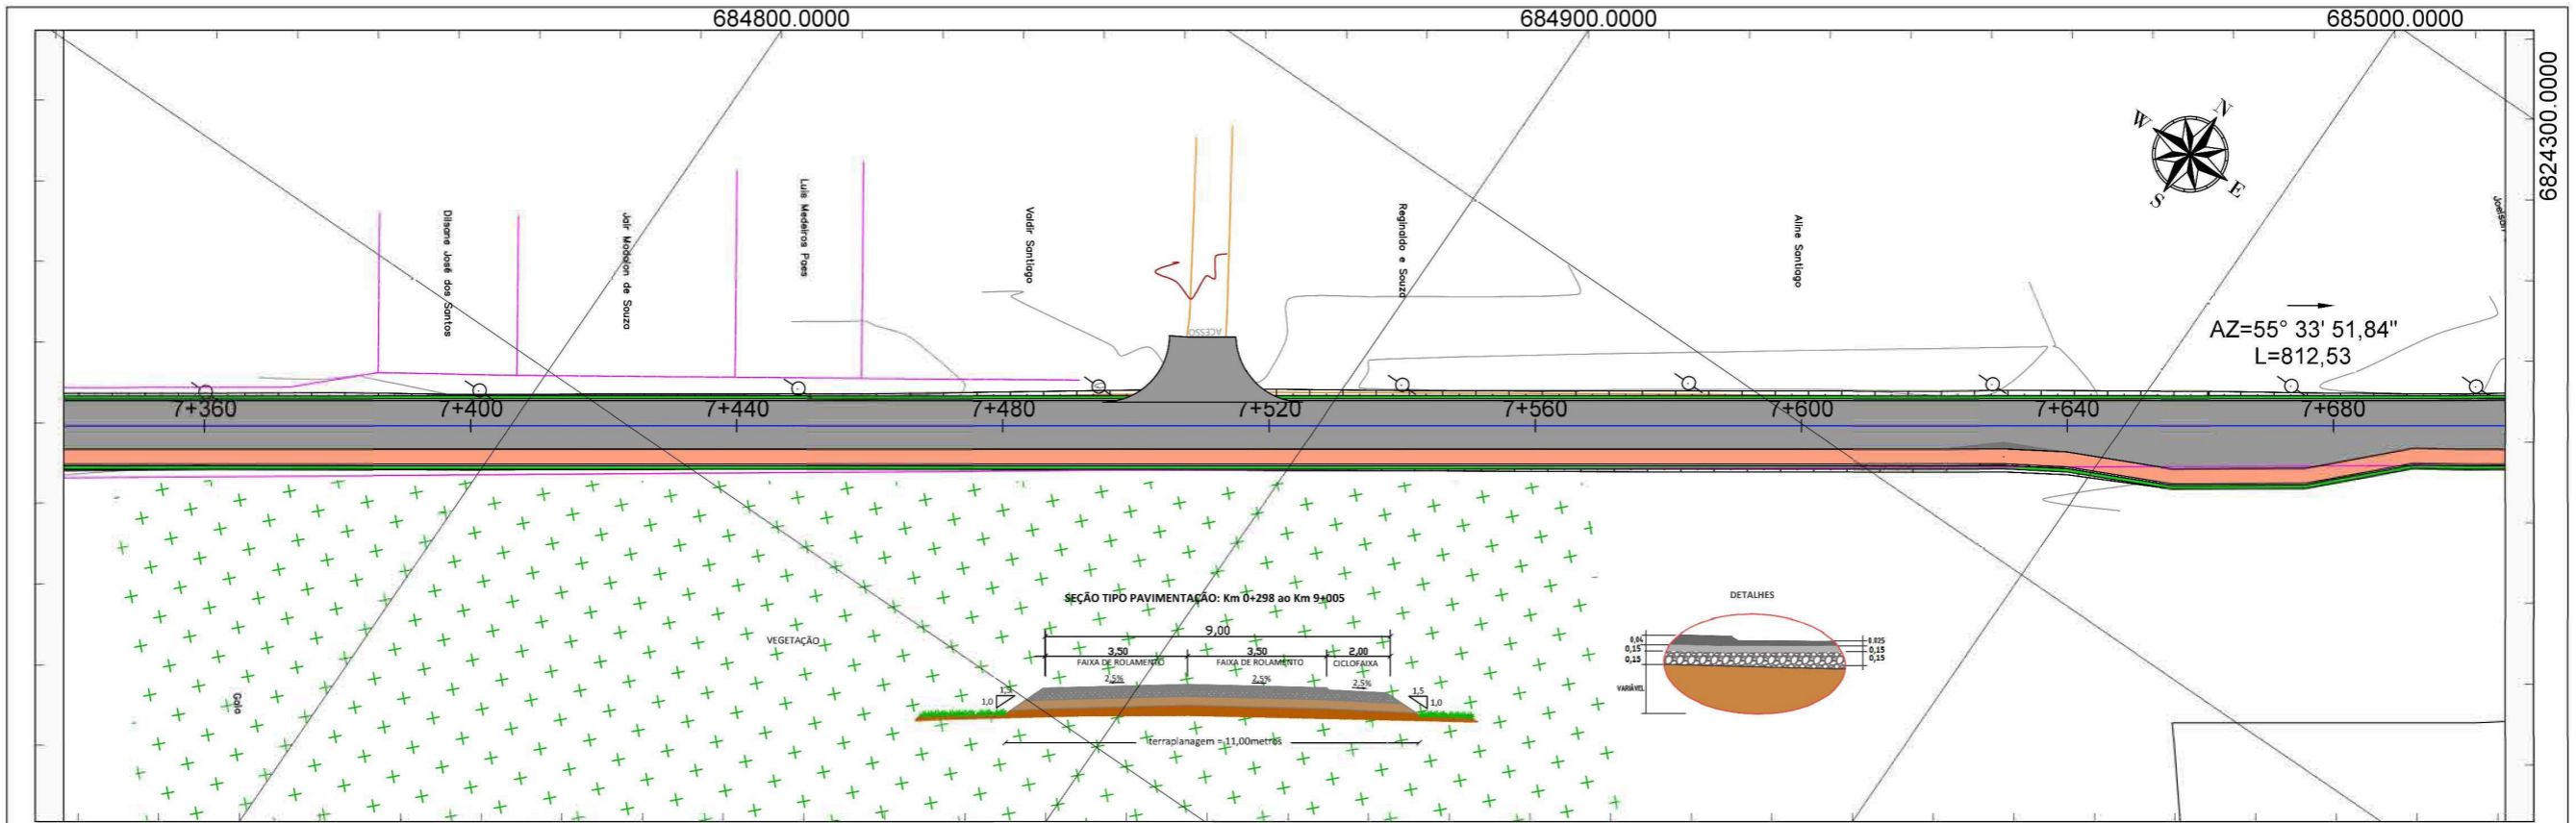 684800.0000
684900.0000
685000.0000
6824300.0000
N
W
E
S
Dilsone José dos Santos
Jair Modolon de Souza
Luis Medeiros Paes
Valdir Santiago
Reginaldo e Souza
Aline Santiago
ACESSO
AZ=55° 33' 51,84"
L=812,53
7+360
7+400
7+440
7+480
7+520
7+560
7+600
7+640
7+680
SEÇÃO TIPO PAVIMENTAÇÃO: Km 0+298 ao Km 9+005
9,00
3,50
3,50
2,00
FAIXA DE ROLAMENTO
FAIXA DE ROLAMENTO
CICLOFAIXA
2,5%
2,5%
2,5%
1,5
1,0
1,5
1,0
terraplanagem = 11,00metros
VEGETAÇÃO
DETALHES
0,04
0,15
0,15
VARIÁVEL
0.025
0,15
0,15